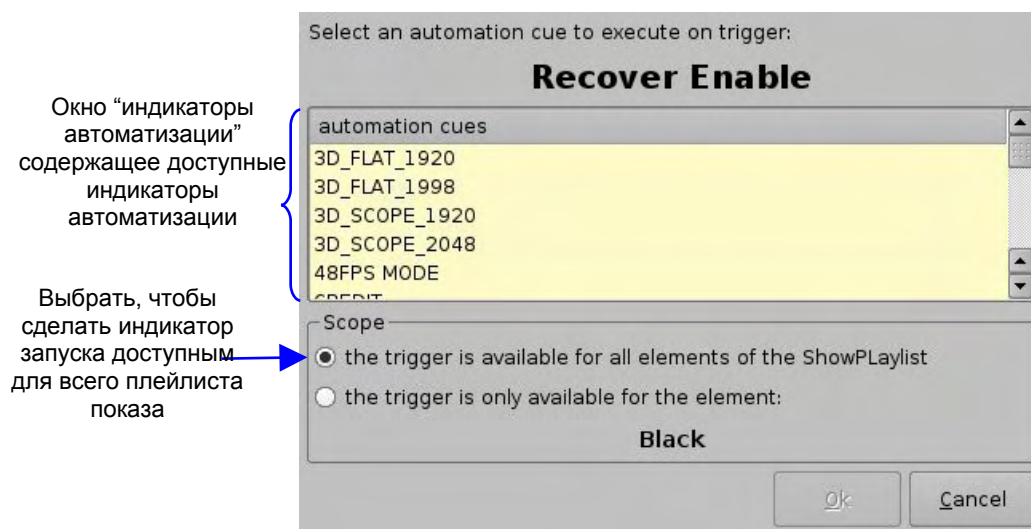 Select an automation cue to execute on trigger:
Recover Enable
Окно “индикаторы
автоматизации”
содержащее доступные
индикаторы
автоматизации
automation cues
3D_FLAT_1920
3D_FLAT_1998
3D_SCOPE_1920
3D_SCOPE_2048
48FPS MODE
CREDIT
Выбрать, чтобы
сделать индикатор
запуска доступным
для всего плейлиста
показа
Scope
the trigger is available for all elements of the ShowPLaylist
the trigger is only available for the element:
Black
Ok
Cancel